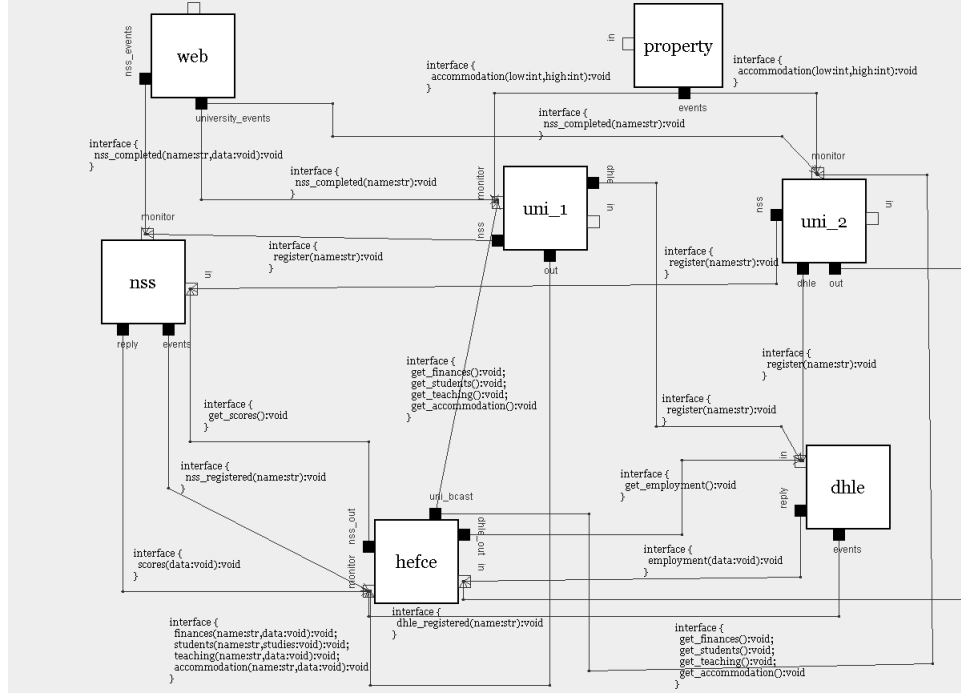 web
nss_events
university_events
in
property
events
interface {
accommodation(low:int,high:int):void
}
interface {
accommodation(low:int,high:int):void
}
interface {
nss_completed(name:str):void
}
interface {
nss_completed(name:str,data:void):void
}
interface {
nss_completed(name:str):void
}
monitor
uni_1
dhle
in
nss
out
monitor
uni_2
nss
in
dhle
out
monitor
nss
in
reply
events
interface {
register(name:str):void
}
interface {
register(name:str):void
}
interface {
register(name:str):void
}
interface {
get_finances():void;
get_students():void;
get_teaching():void;
get_accommodation():void
}
interface {
get_scores():void
}
interface {
register(name:str):void
}
interface {
nss_registered(name:str):void
}
interface {
get_employment():void
}
in
dhle
reply
events
uni_bcast
nss_out
dhle_out
hefce
monitor
in
interface {
scores(data:void):void
}
interface {
employment(data:void):void
}
interface {
dhle_registered(name:str):void
}
interface {
finances(name:str,data:void):void;
students(name:str,studies:void):void;
teaching(name:str,data:void):void;
accommodation(name:str,data:void):void
}
interface {
get_finances():void;
get_students():void;
get_teaching():void;
get_accommodation():void
}